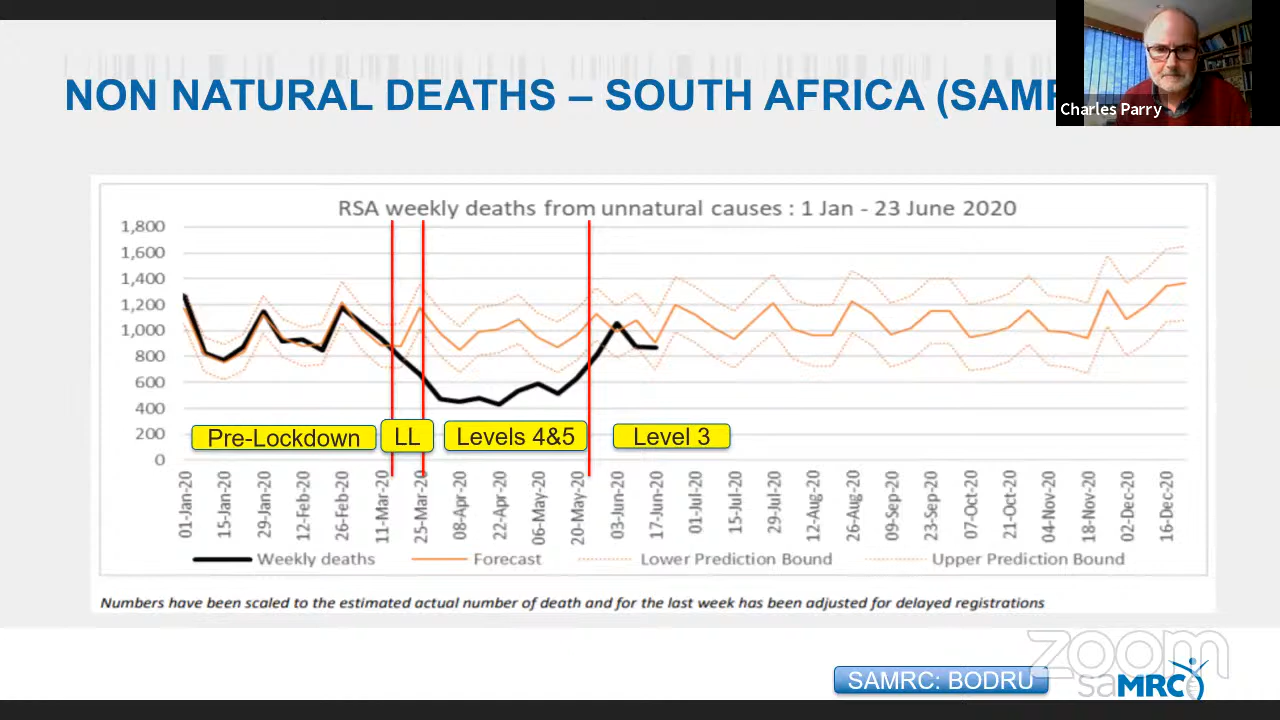 NON NATURAL DEATHS – SOUTH AFRICA (SAMR
Charles Parry
RSA weekly deaths from unnatural causes : 1 Jan - 23 June 2020
1,800
1,600
1,400
1,200
1,000
800
600
400
200
0
Pre-Lockdown
LL
Levels 4&5
Level 3
01-Jan-20
15-Jan-20
29-Jan-20
12-Feb-20
26-Feb-20
11-Mar-20
25-Mar-20
08-Apr-20
22-Apr-20
06-May-20
20-May-20
03-Jun-20
17-Jun-20
01-Jul-20
15-Jul-20
29-Jul-20
12-Aug-20
26-Aug-20
09-Sep-20
23-Sep-20
07-Oct-20
21-Oct-20
04-Nov-20
18-Nov-20
02-Dec-20
16-Dec-20
Weekly deaths
Forecast
Lower Prediction Bound
Upper Prediction Bound
Numbers have been scaled to the estimated actual number of death and for the last week has been adjusted for delayed registrations
zoom
SAMRC: BODRU
saMRC